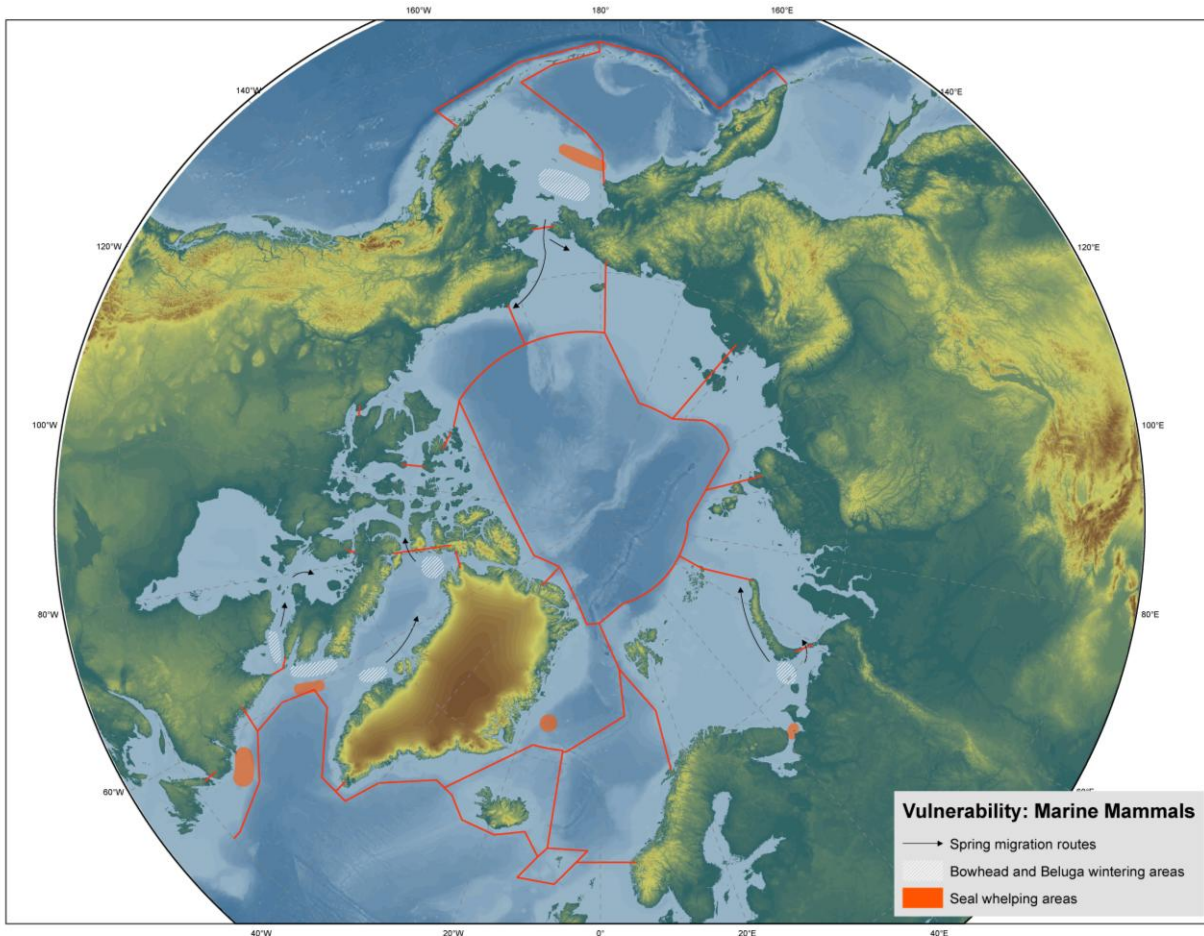 160°W
180°
160°E
140°W
140°E
120°W
120°E
100°W
100°E
80°W
80°E
60°W
Vulnerability: Marine Mammals
Spring migration routes
Bowhead and Beluga wintering areas
Seal whelping areas
40°W
20°W
0°
20°E
40°E